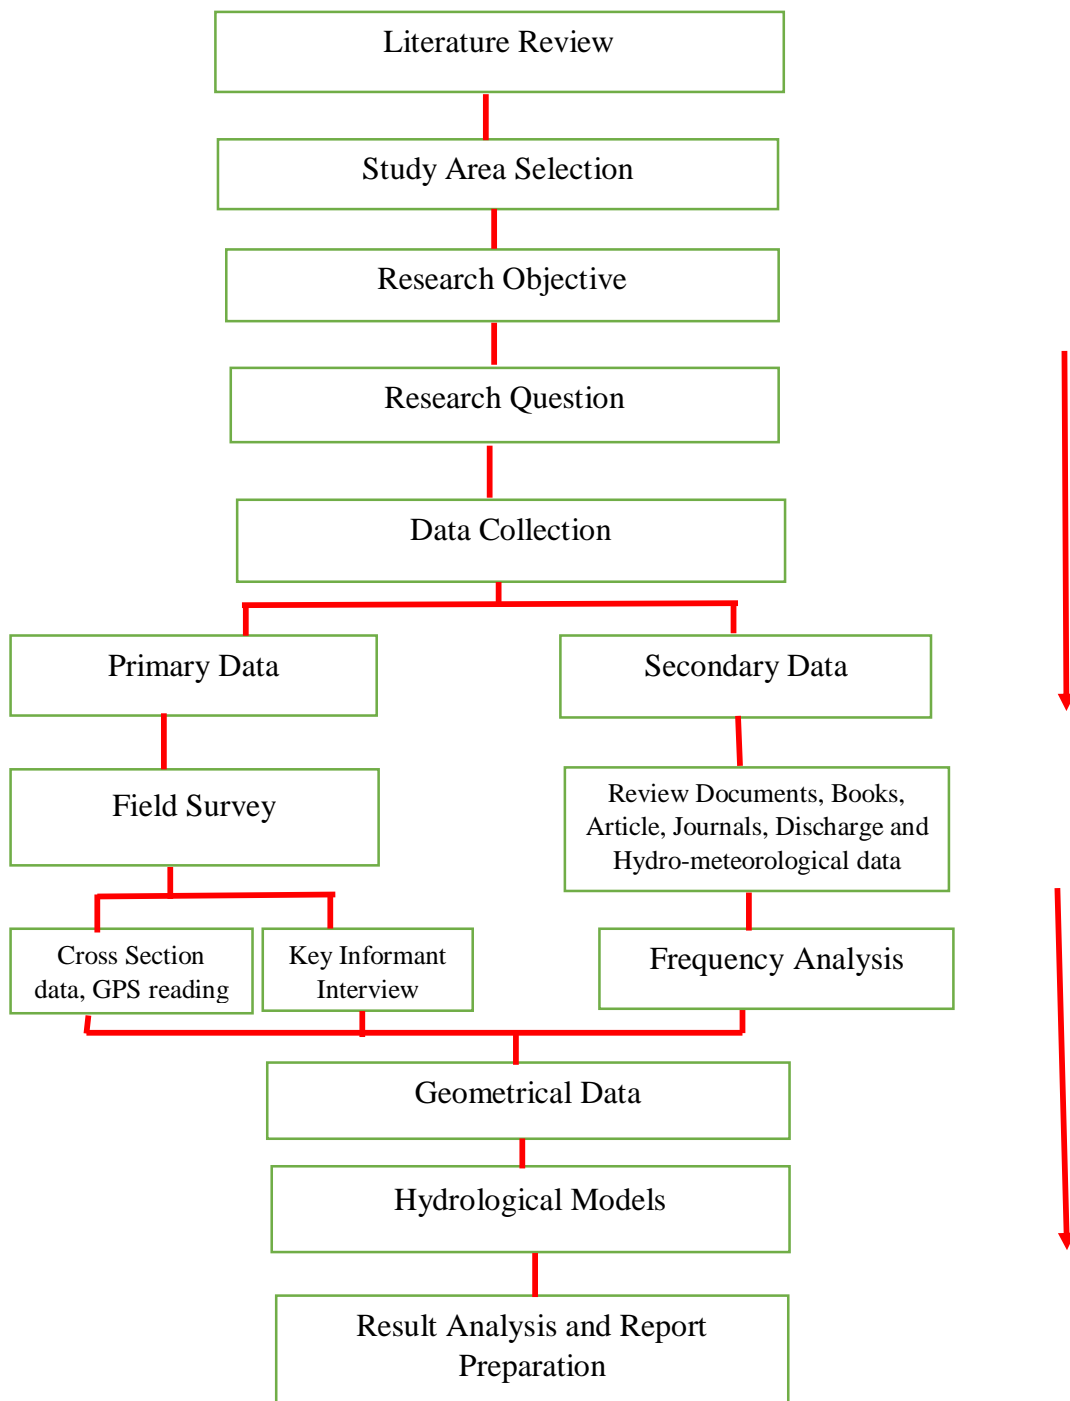 Literature Review
Study Area Selection
Research Objective
Research Question
Data Collection
Primary Data
Secondary Data
Field Survey
Review Documents, Books,
Article, Journals, Discharge and
Hydro-meteorological data
Cross Section
data, GPS reading
Key Informant
Interview
Frequency Analysis
Geometrical Data
Hydrological Models
Result Analysis and Report
Preparation